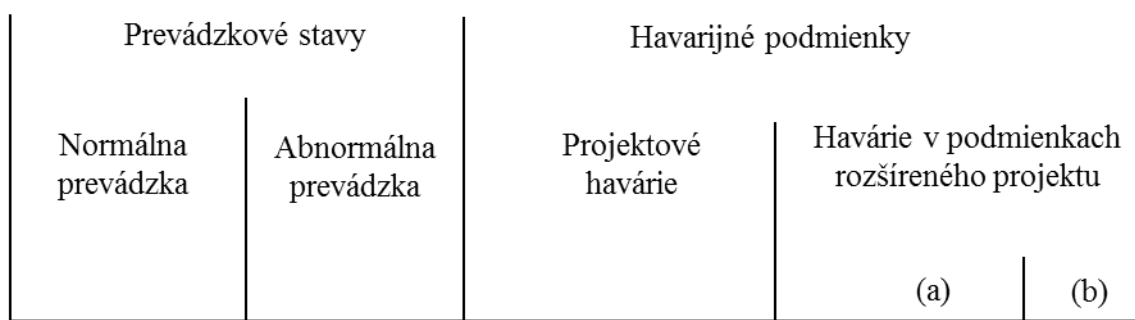 Prevádzkové stavy
Havarijné podmienky
Normálna
prevádzka
Abnormálna
prevádzka
Projektové
havárie
Havárie v podmienkach
rozšíreného projektu
(a)
(b)